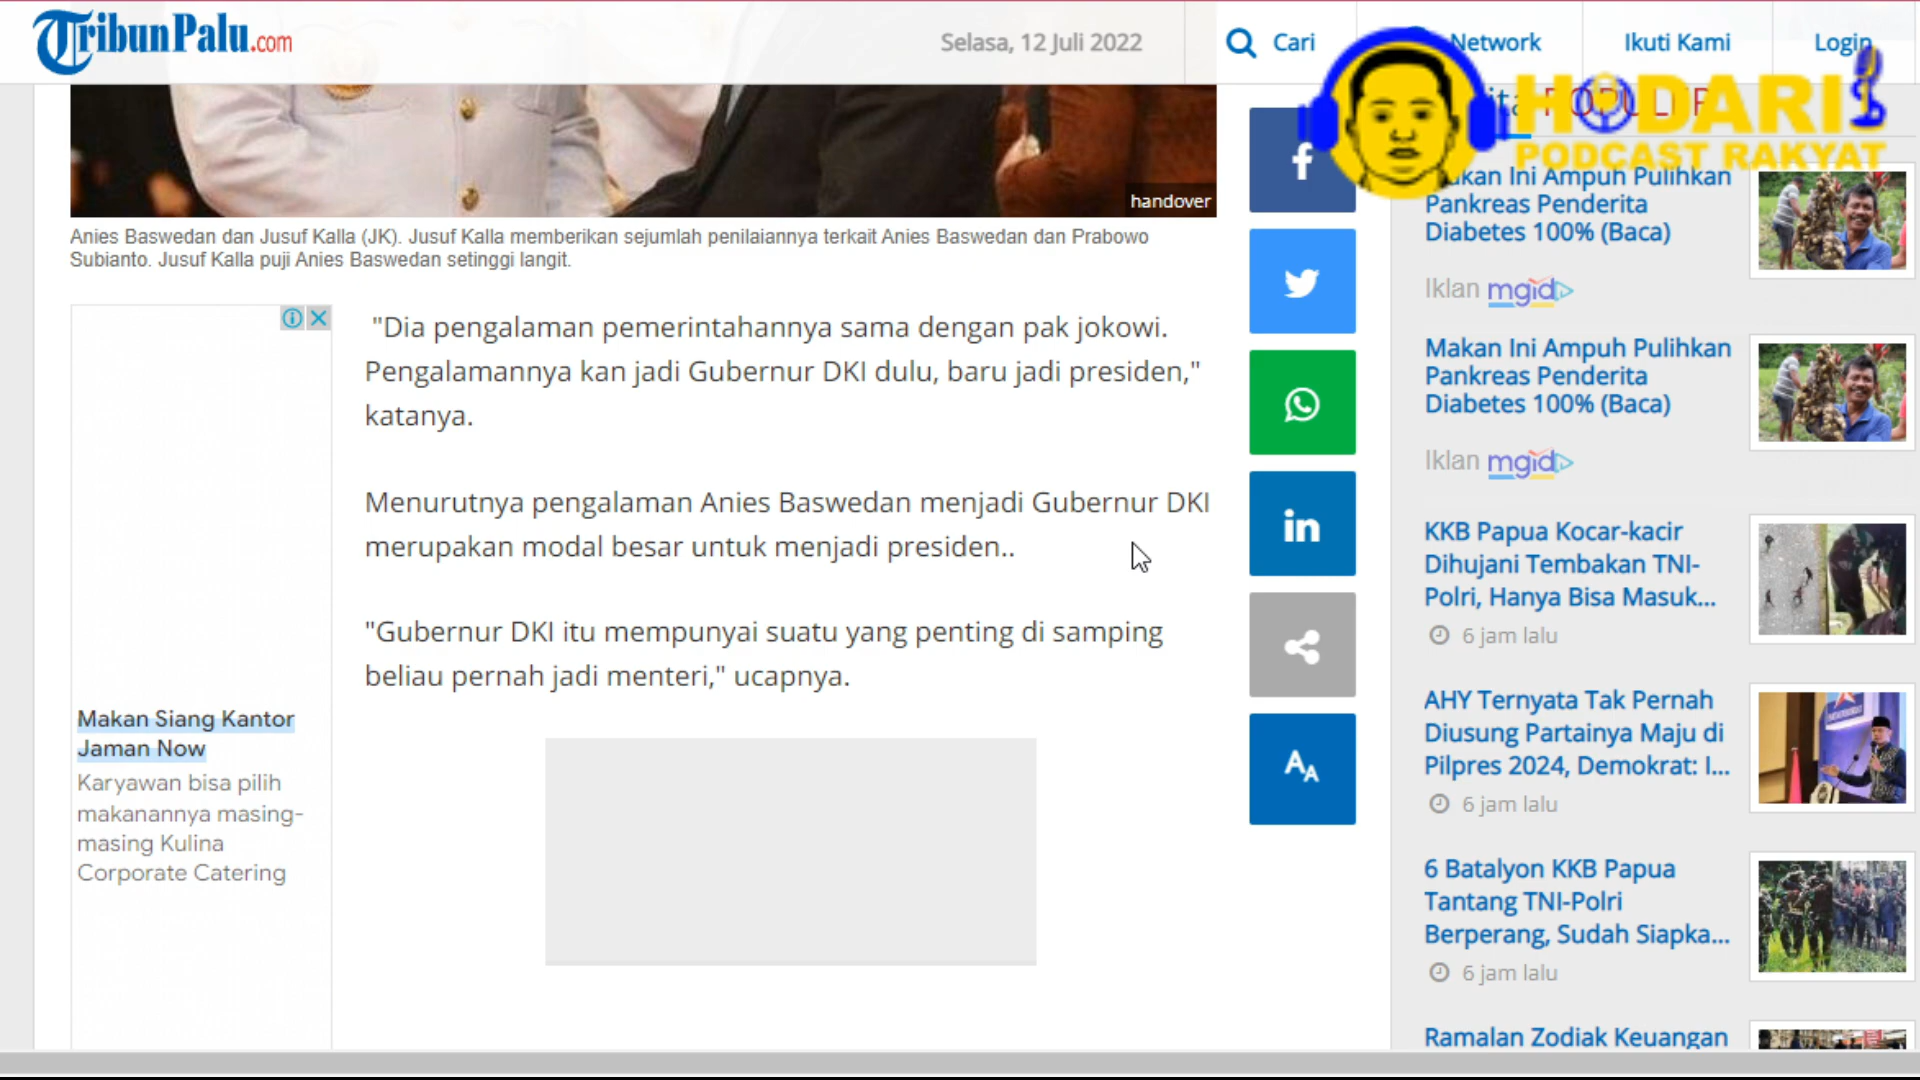 TribunPalu.com
Selasa, 12 Juli 2022
Cari
Network
Ikuti Kami
Login
HODARI
PODCAST RAKYAT
POPULER
handover
Anies Baswedan dan Jusuf Kalla (JK). Jusuf Kalla memberikan sejumlah penilaiannya terkait Anies Baswedan dan Prabowo
Subianto. Jusuf Kalla puji Anies Baswedan setinggi langit.
"Dia pengalaman pemerintahannya sama dengan pak jokowi.
Pengalamannya kan jadi Gubernur DKI dulu, baru jadi presiden,"
katanya.
Menurutnya pengalaman Anies Baswedan menjadi Gubernur DKI
merupakan modal besar untuk menjadi presiden..
"Gubernur DKI itu mempunyai suatu yang penting di samping
beliau pernah jadi menteri," ucapnya.
Makan Siang Kantor
Jaman Now
Karyawan bisa pilih
makanannya masing-
masing Kulina
Corporate Catering
Makan Ini Ampuh Pulihkan
Pankreas Penderita
Diabetes 100% (Baca)
Iklan mgid
Makan Ini Ampuh Pulihkan
Pankreas Penderita
Diabetes 100% (Baca)
Iklan mgid
KKB Papua Kocar-kacir
Dihujani Tembakan TNI-
Polri, Hanya Bisa Masuk...
6 jam lalu
AHY Ternyata Tak Pernah
Diusung Partainya Maju di
Pilpres 2024, Demokrat: I...
6 jam lalu
6 Batalyon KKB Papua
Tantang TNI-Polri
Berperang, Sudah Siapka...
6 jam lalu
Ramalan Zodiak Keuangan